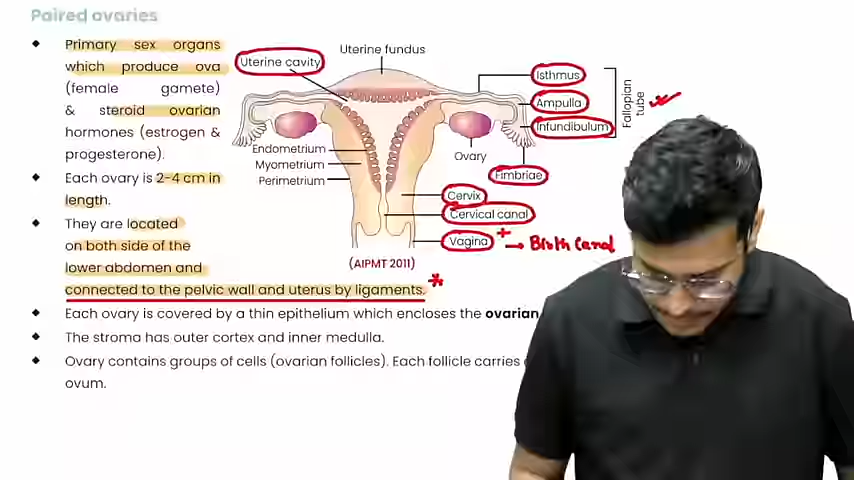 Paired ovaries
◆ Primary sex organs
which produce ova
(female gamete)
& steroid ovarian
hormones (estrogen &
progesterone).
◆ Each ovary is 2-4 cm in
length.
◆ They are located
on both side of the
lower abdomen and
connected to the pelvic wall and uterus by ligaments. *
◆ Each ovary is covered by a thin epithelium which encloses the ovarian
◆ The stroma has outer cortex and inner medulla.
◆ Ovary contains groups of cells (ovarian follicles). Each follicle carries
ovum.
Uterine fundus
Uterine cavity
Isthmus
Ampulla
Infundibulum
Fallopian
tube
Endometrium
Myometrium
Perimetrium
Ovary
Fimbriae
Cervix
Cervical canal
Vagina + → Birth Canal
(AIPMT 2011)